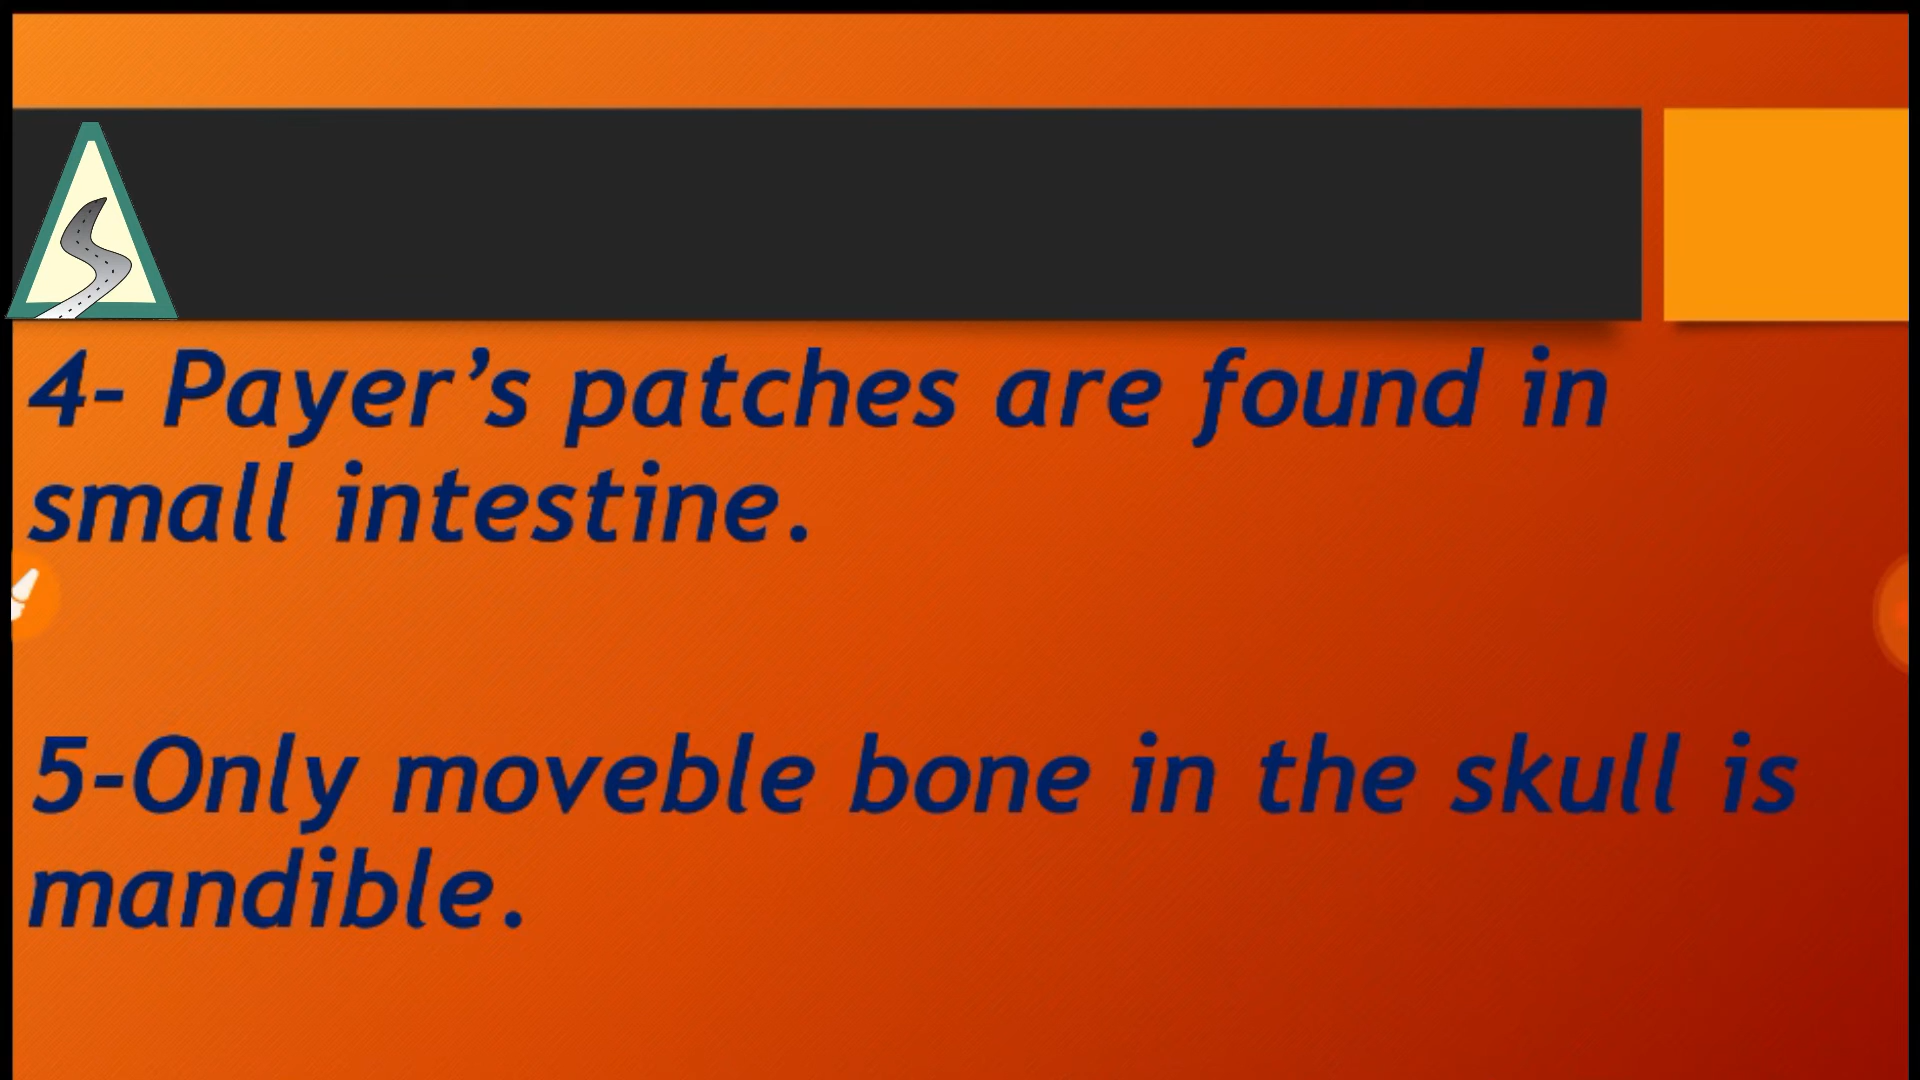 4- Payer’s patches are found in
small intestine.
5-Only moveble bone in the skull is
mandible.